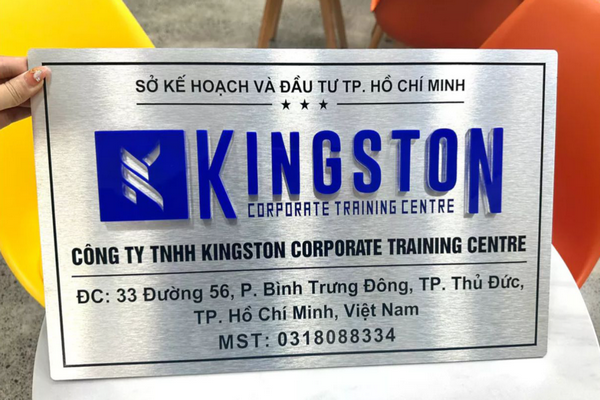 SỞ KẾ HOẠCH VÀ ĐẦU TƯ TP. HỒ CHÍ MINH
KINGSTON
CORPORATE TRAINING CENTRE
CÔNG TY TNHH KINGSTON CORPORATE TRAINING CENTRE
ĐC: 33 Đường 56, P. Bình Trưng Đông, TP. Thủ Đức,
TP. Hồ Chí Minh, Việt Nam
MST: 0318088334